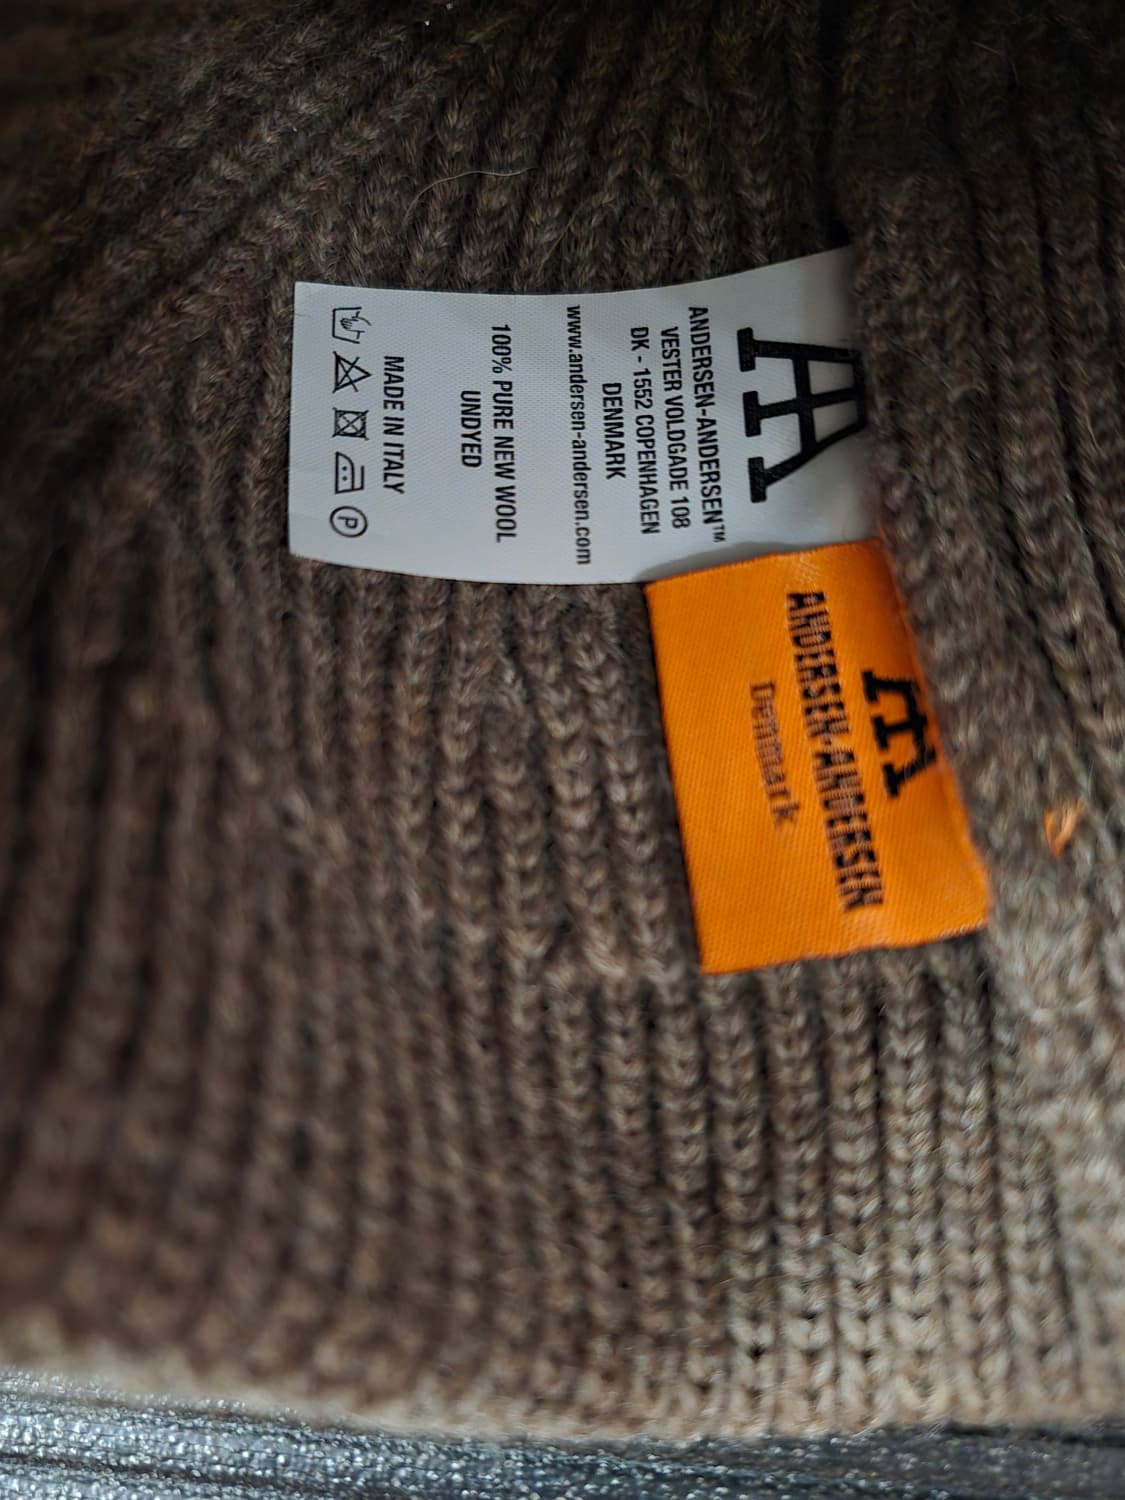 AA
ANDERSEN-ANDERSEN™
VESTER VOLDGADE 108
DK - 1552 COPENHAGEN
DENMARK
www.andersen-andersen.com
100% PURE NEW WOOL
UNDYED
MADE IN ITALY
P
AA
ANDERSEN-ANDERSEN
Denmark